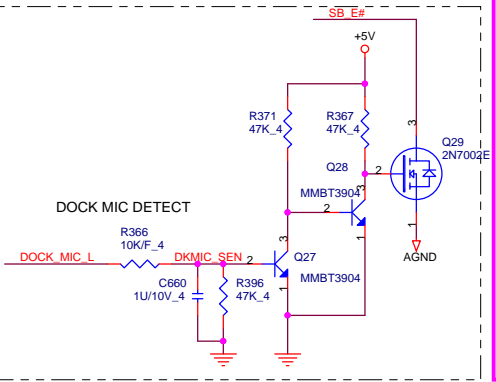 SB_E#
+5V
R371
47K_4
R367
47K_4
3
Q29
2N7002E
Q28
2
MMBT3904
3
2
1
DOCK MIC DETECT
R366
10K/F_4
3
1
AGND
DOCK_MIC_L
DKMIC_SEN
2
Q27
C660
1U/10V_4
R396
47K_4
1
MMBT3904